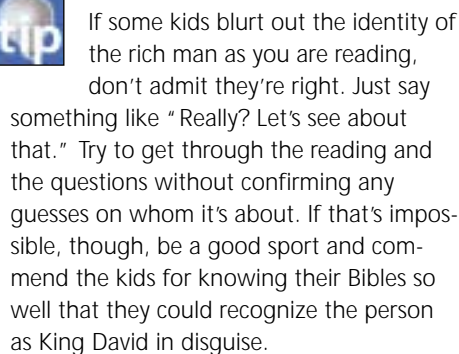 tip
If some kids blurt out the identity of
the rich man as you are reading,
don't admit they're right. Just say
something like "Really? Let's see about
that." Try to get through the reading and
the questions without confirming any
guesses on whom it's about. If that's impos-
sible, though, be a good sport and com-
mend the kids for knowing their Bibles so
well that they could recognize the person
as King David in disguise.